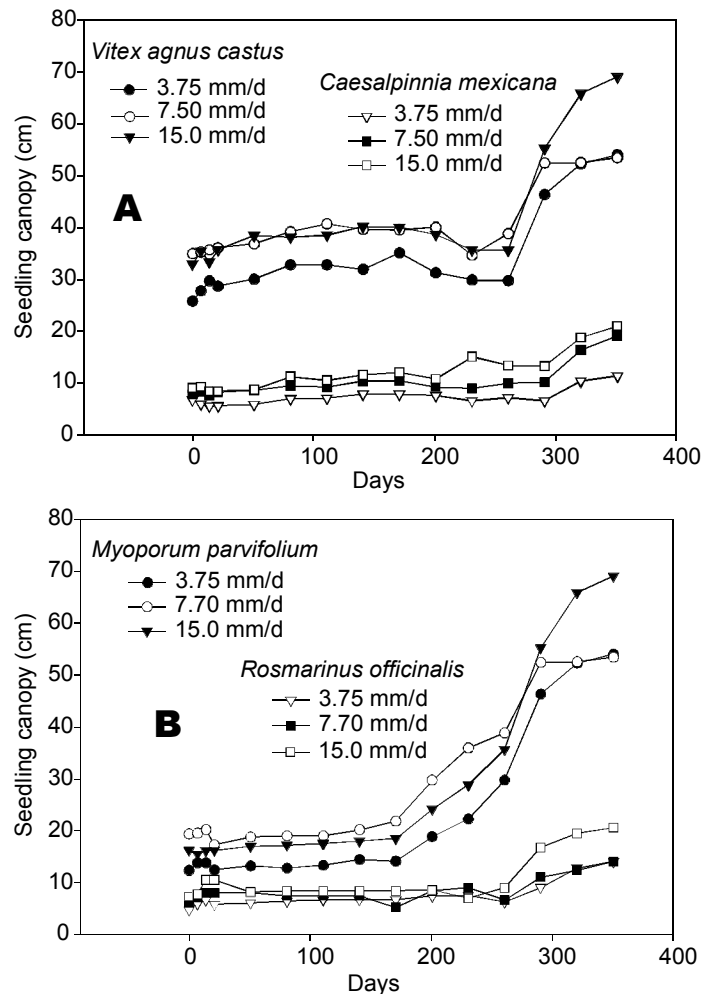 80
70
60
50
40
30
20
10
0
Seedling canopy (cm)
Vitex agnus castus
3.75 mm/d
7.50 mm/d
15.0 mm/d
Caesalpinnia mexicana
3.75 mm/d
7.50 mm/d
15.0 mm/d
A
0 100 200 300 400
Days
80
70
60
50
40
30
20
10
0
Seedling canopy (cm)
Myoporum parvifolium
3.75 mm/d
7.70 mm/d
15.0 mm/d
Rosmarinus officinalis
3.75 mm/d
7.70 mm/d
15.0 mm/d
B
0 100 200 300 400
Days